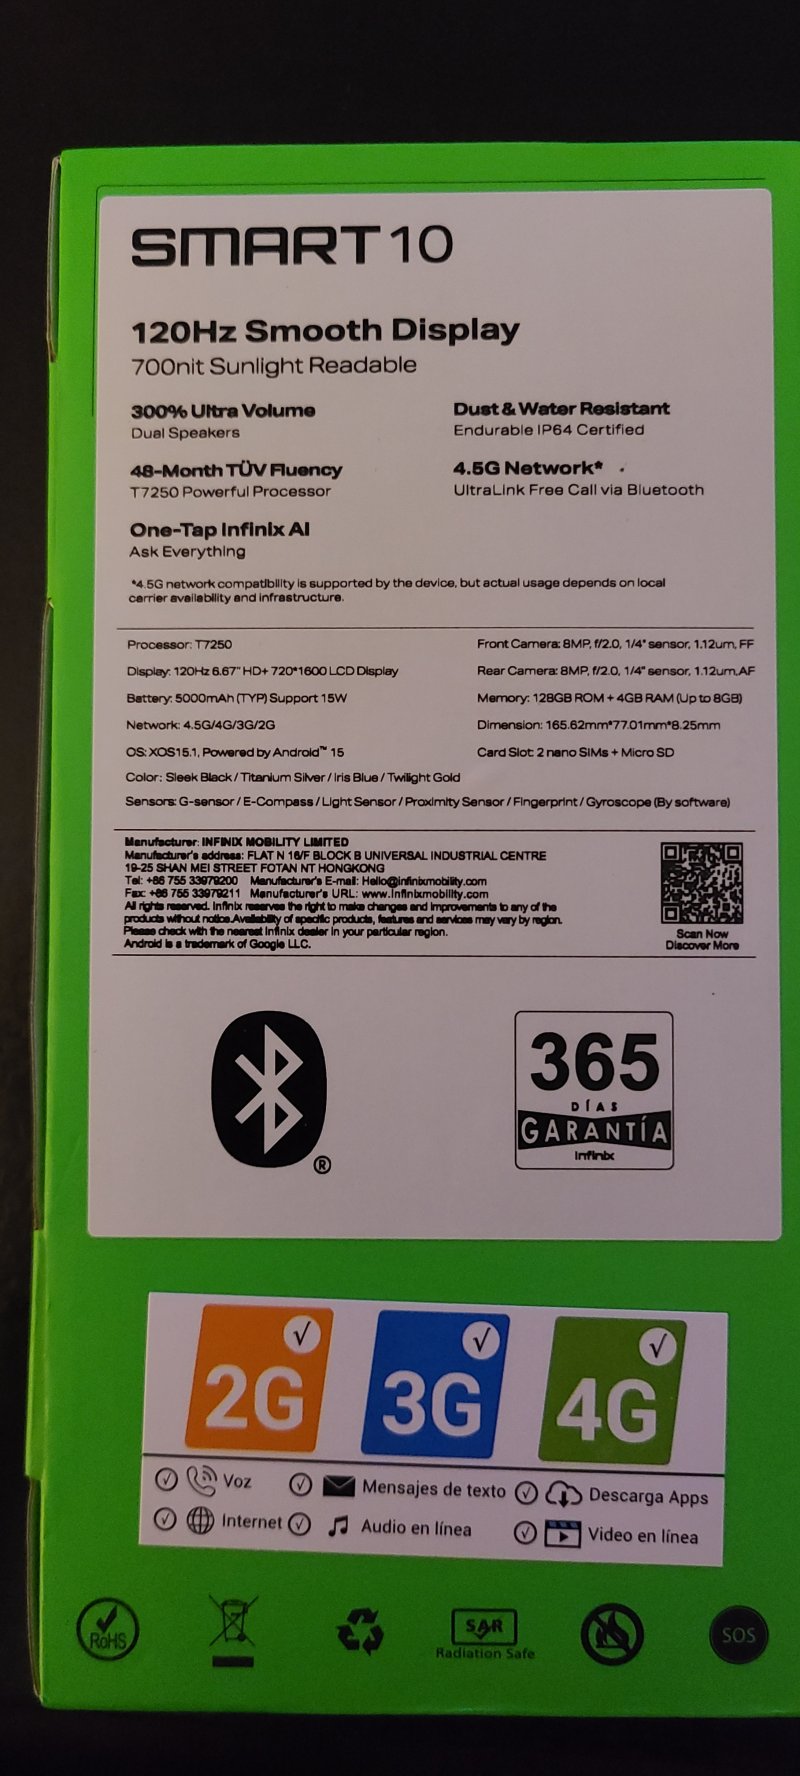 SMART 10
120Hz Smooth Display
700nit Sunlight Readable
300% Ultra Volume
Dual Speakers
Dust & Water Resistant
Endurable IP64 Certified
48-Month TÜV Fluency
T7250 Powerful Processor
4.5G Network*
UltraLink Free Call via Bluetooth
One-Tap Infinix AI
Ask Everything
*4.5G network compatibility is supported by the device, but actual usage depends on local
carrier availability and infrastructure.
Processor: T7250
Front Camera: 8MP, f/2.0, 1/4" sensor, 1.12um, FF
Display: 120Hz 6.67" HD+ 720*1600 LCD Display
Rear Camera: 8MP, f/2.0, 1/4" sensor, 1.12um,AF
Battery: 5000mAh (TYP) Support 15W
Memory: 128GB ROM + 4GB RAM (Up to 8GB)
Network: 4.5G/4G/3G/2G
Dimension: 165.62mm*77.01mm*8.25mm
OS: XOS15.1, Powered by Android™ 15
Card Slot: 2 nano SIMs + Micro SD
Color: Sleek Black / Titanium Silver / Iris Blue / Twilight Gold
Sensors: G-sensor / E-Compass / Light Sensor / Proximity Sensor / Fingerprint / Gyroscope (By software)
Manufacturer: INFINIX MOBILITY LIMITED
Manufacturer's address: FLAT N 16/F BLOCK B UNIVERSAL INDUSTRIAL CENTRE
19-25 SHAN MEI STREET FOTAN NT HONGKONG
Tel: +86 755 33979200 Manufacturer's E-mail: Hello@infinixmobility.com
Fax: +86 755 33979211 Manufacturer's URL: www.infinixmobility.com
All rights reserved. Infinix reserves the right to make changes and improvements to any of the
products without notice.Availability of specific products, features and services may vary by region.
Please check with the nearest Infinix dealer in your particular region.
Android is a trademark of Google LLC.
Scan Now
Discover More
®
365
DÍAS
GARANTÍA
Infinix
2G
3G
4G
Voz
Mensajes de texto
Descarga Apps
Internet
Audio en línea
Video en línea
RoHS
SAR
Radiation Safe
SOS